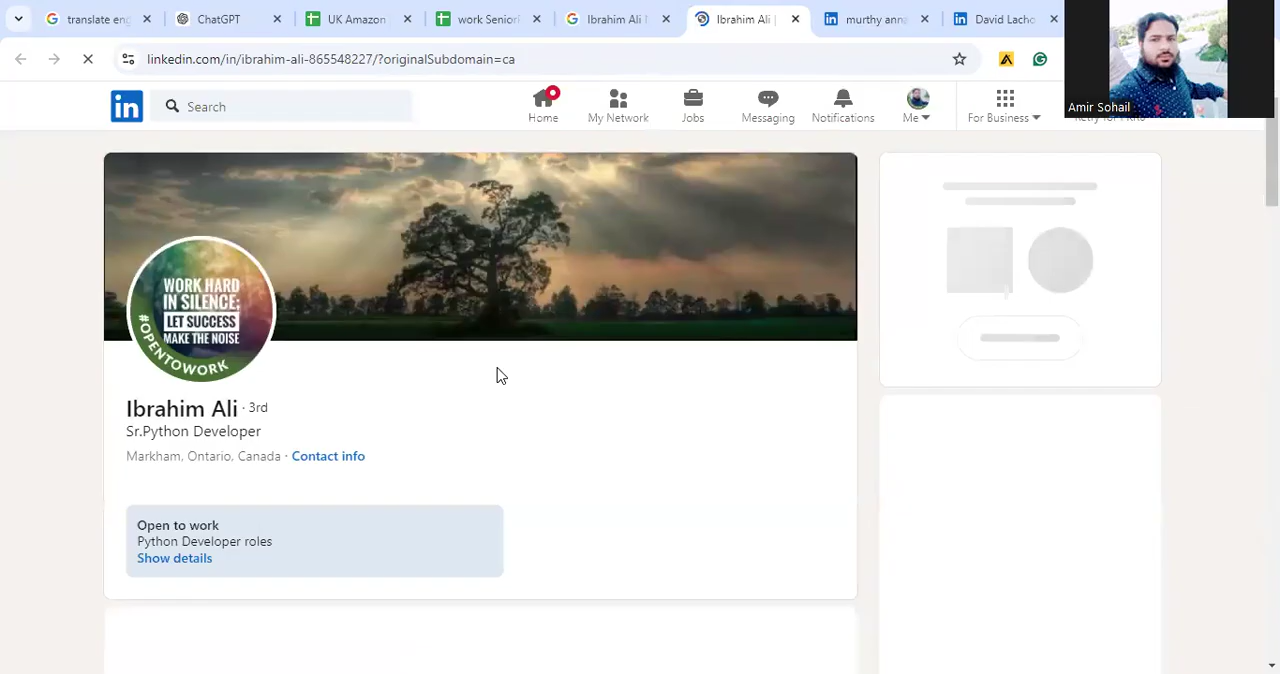 translate en
ChatGPT
UK Amazon
work Senior
Ibrahim Ali
Ibrahim Ali |
murthy anna
David Lacho
linkedin.com/in/ibrahim-ali-865548227/?originalSubdomain=ca
Amir Sohail
in
Search
Home
My Network
Jobs
Messaging
Notifications
Me
For Business
WORK HARD
IN SILENCE;
LET SUCCESS
MAKE THE NOISE
#OPENTOWORK
Ibrahim Ali · 3rd
Sr.Python Developer
Markham, Ontario, Canada · Contact info
Open to work
Python Developer roles
Show details